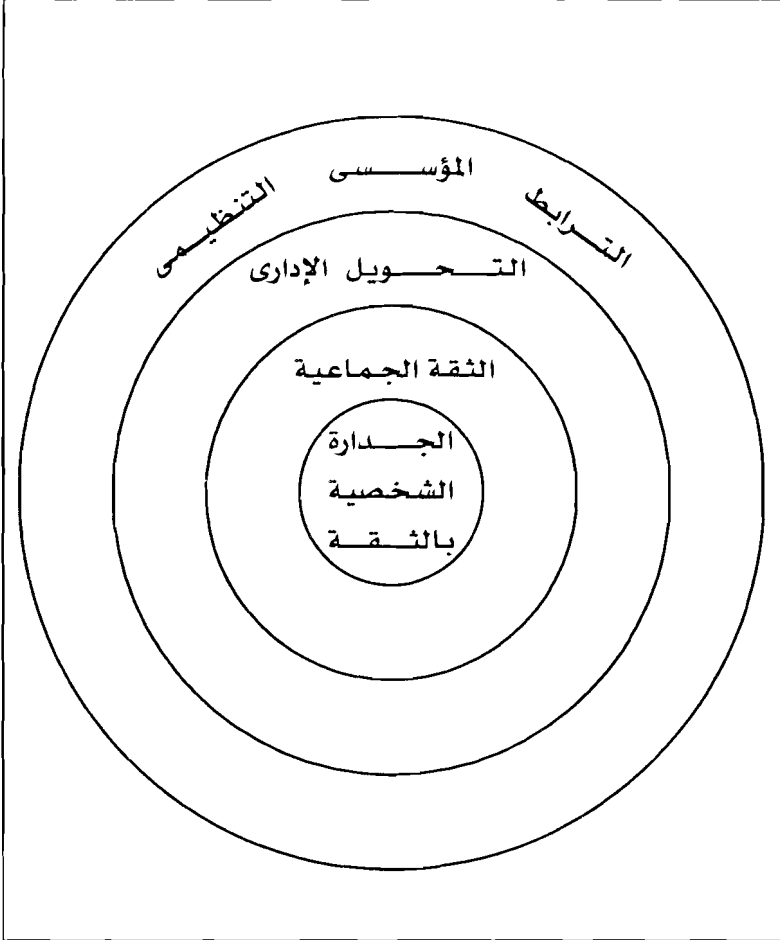 الترابط المؤسسى التنظيمى
التحويل الإدارى
الثقة الجماعية
الجدارة
الشخصية
بالثقة